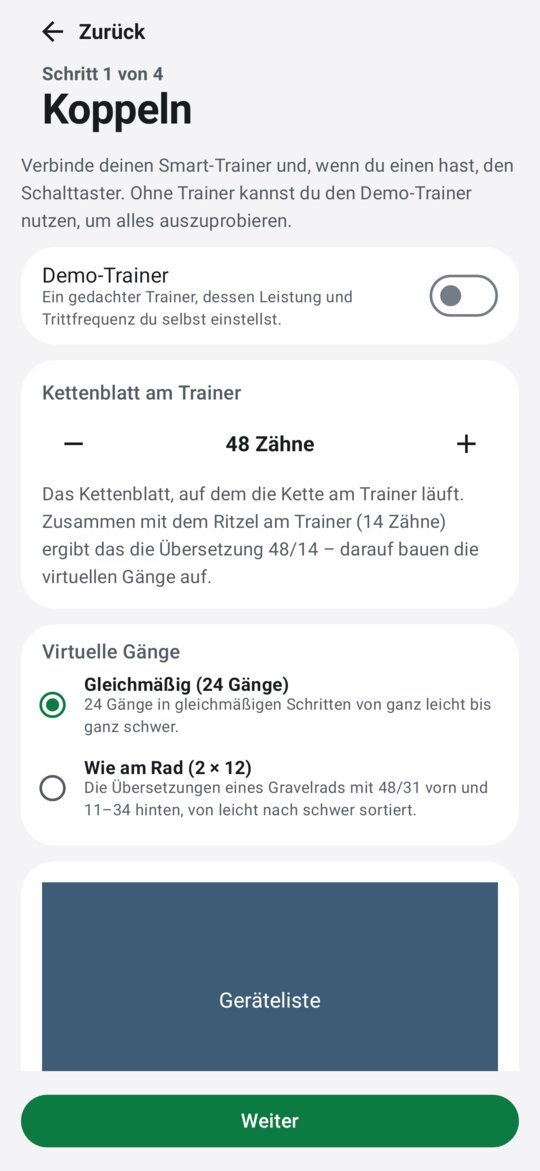 Zurück
Schritt 1 von 4
Koppeln
Verbinde deinen Smart-Trainer und, wenn du einen hast, den
Schalttaster. Ohne Trainer kannst du den Demo-Trainer
nutzen, um alles auszuprobieren.
Demo-Trainer
Ein gedachter Trainer, dessen Leistung und
Trittfrequenz du selbst einstellst.
Kettenblatt am Trainer
48 Zähne
Das Kettenblatt, auf dem die Kette am Trainer läuft.
Zusammen mit dem Ritzel am Trainer (14 Zähne)
ergibt das die Übersetzung 48/14 – darauf bauen die
virtuellen Gänge auf.
Virtuelle Gänge
Gleichmäßig (24 Gänge)
24 Gänge in gleichmäßigen Schritten von ganz leicht bis
ganz schwer.
Wie am Rad (2 × 12)
Die Übersetzungen eines Gravelrads mit 48/31 vorn und
11–34 hinten, von leicht nach schwer sortiert.
Geräteliste
Weiter